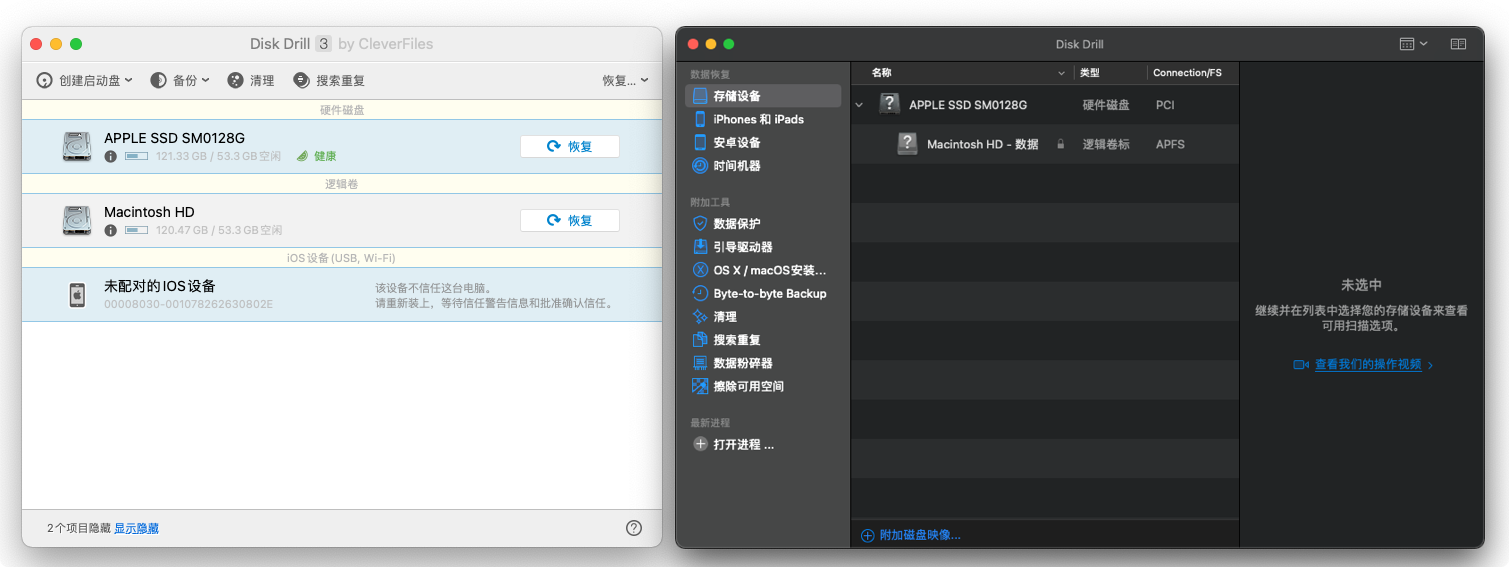 Disk Drill 3 by CleverFiles
创建启动盘 备份 清理 搜索重复 恢复...
硬件磁盘
APPLE SSD SM0128G
121.33 GB / 53.3 GB空闲 健康
恢复
逻辑卷
Macintosh HD
120.47 GB / 53.3 GB空闲
恢复
iOS设备(USB, Wi-Fi)
未配对的IOS设备
00008030-001078262630802E
该设备不信任这台电脑。
请重新装上，等待信任警告信息和批准确认信任。
2个项目隐藏 显示隐藏
Disk Drill
数据恢复
存储设备
iPhones 和 iPads
安卓设备
时间机器
附加工具
数据保护
引导驱动器
OS X / macOS安装...
Byte-to-byte Backup
清理
搜索重复
数据粉碎器
擦除可用空间
最新进程
打开进程 ...
名称 类型 Connection/FS
APPLE SSD SM0128G 硬件磁盘 PCI
Macintosh HD - 数据 逻辑卷标 APFS
附加磁盘映像...
未选中
继续并在列表中选择您的存储设备来查看
可用扫描选项。
查看我们的操作视频